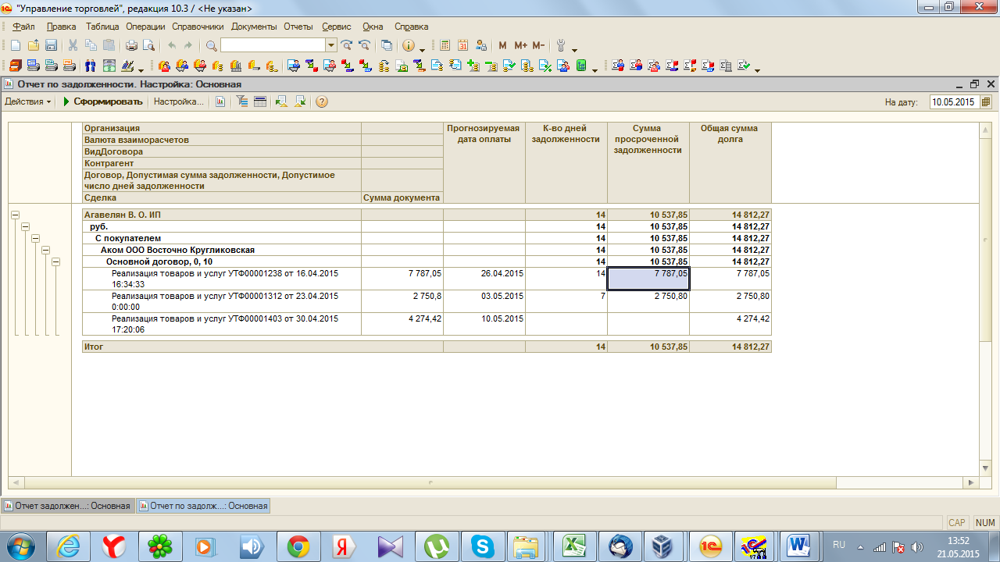 "Управление торговлей", редакция 10.3 / <Не указан>
Файл Правка Таблица Операции Справочники Документы Отчеты Сервис Окна Справка
M M+ M-
Отчет по задолженности. Настройка: Основная
Действия Сформировать Настройка... На дату: 10.05.2015
Организация Прогнозируемая дата оплаты К-во дней задолженности Сумма просроченной задолженности Общая сумма долга
Валюта взаиморасчетов
ВидДоговора
Контрагент
Договор, Допустимая сумма задолженности, Допустимое
число дней задолженности
Сделка Сумма документа
Агавелян В. О. ИП 14 10 537,85 14 812,27
руб. 14 10 537,85 14 812,27
С покупателем 14 10 537,85 14 812,27
Аком ООО Восточно Кругликовская 14 10 537,85 14 812,27
Основной договор, 0, 10 14 10 537,85 14 812,27
Реализация товаров и услуг УТФ00001238 от 16.04.2015 7 787,05 26.04.2015 14 7 787,05 7 787,05
16:34:33
Реализация товаров и услуг УТФ00001312 от 23.04.2015 2 750,8 03.05.2015 7 2 750,80 2 750,80
0:00:00
Реализация товаров и услуг УТФ00001403 от 30.04.2015 4 274,42 10.05.2015 4 274,42
17:20:06
Итог 14 10 537,85 14 812,27
Отчет задолжен...: Основная Отчет по задолж...: Основная
CAP NUM
RU 13:52
21.05.2015